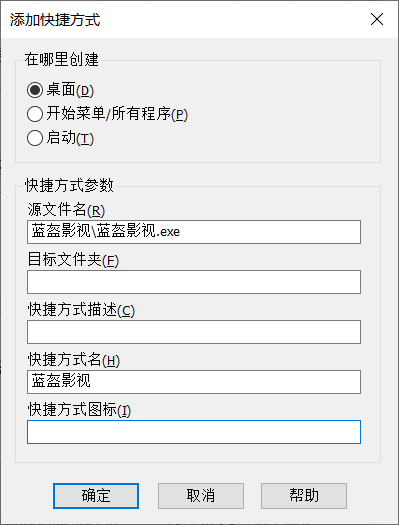 添加快捷方式
在哪里创建
桌面(D)
开始菜单/所有程序(P)
启动(T)
快捷方式参数
源文件名(R)
蓝盔影视\蓝盔影视.exe
目标文件夹(F)
快捷方式描述(C)
快捷方式名(H)
蓝盔影视
快捷方式图标(I)
确定 取消 帮助